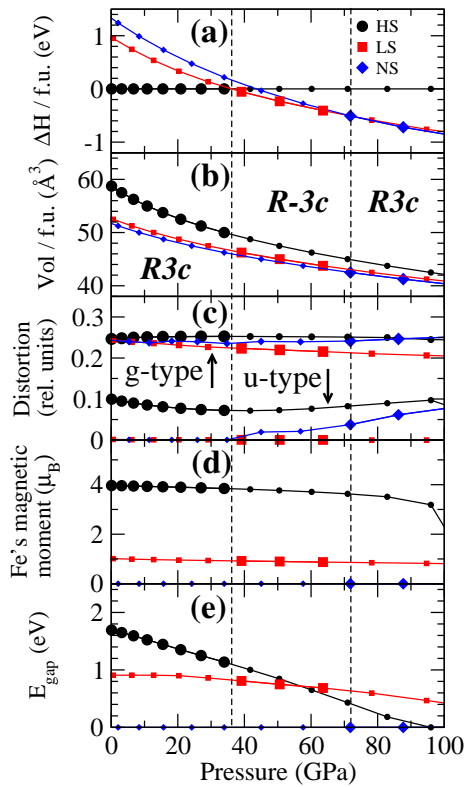 1
0
-1
ΔH / f.u. (eV)
(a)
HS
LS
NS
60
50
40
Vol / f.u. (Å³)
(b)
R3c
R-3c
R3c
0.3
0.2
0.1
0
Distortion
(rel. units)
(c)
g-type
u-type
4
2
0
Fe's magnetic
moment (μ_B)
(d)
2
1
0
E_gap (eV)
(e)
0 20 40 60 80 100
Pressure (GPa)